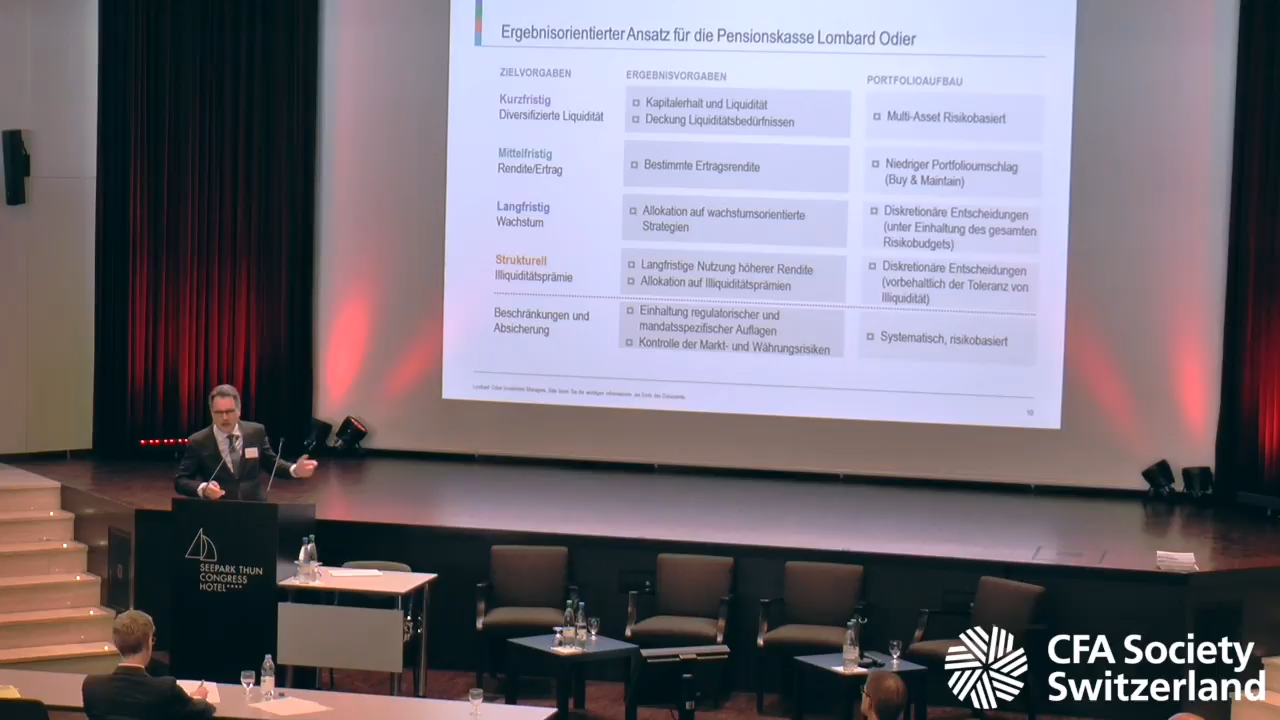 Ergebnisorientierter Ansatz für die Pensionskasse Lombard Odier
ZIELVORGABEN
ERGEBNISVORGABEN
PORTFOLIOAUFBAU
Kurzfristig
Diversifizierte Liquidität
Kapitalerhalt und Liquidität
Deckung Liquiditätsbedürfnissen
Multi-Asset Risikobasiert
Mittelfristig
Rendite/Ertrag
Bestimmte Ertragsrendite
Niedriger Portfolioumschlag
(Buy & Maintain)
Langfristig
Wachstum
Allokation auf wachstumsorientierte
Strategien
Diskretionäre Entscheidungen
(unter Einhaltung des gesamten
Risikobudgets)
Strukturell
Illiquiditätsprämie
Langfristige Nutzung höherer Rendite
Allokation auf Illiquiditätsprämien
Diskretionäre Entscheidungen
(vorbehaltlich der Toleranz von
Illiquidität)
Beschränkungen und
Absicherung
Einhaltung regulatorischer und
mandatsspezifischer Auflagen
Kontrolle der Markt- und Währungsrisiken
Systematisch, risikobasiert
10
SEEPARK THUN
CONGRESS
HOTEL****
CFA Society
Switzerland